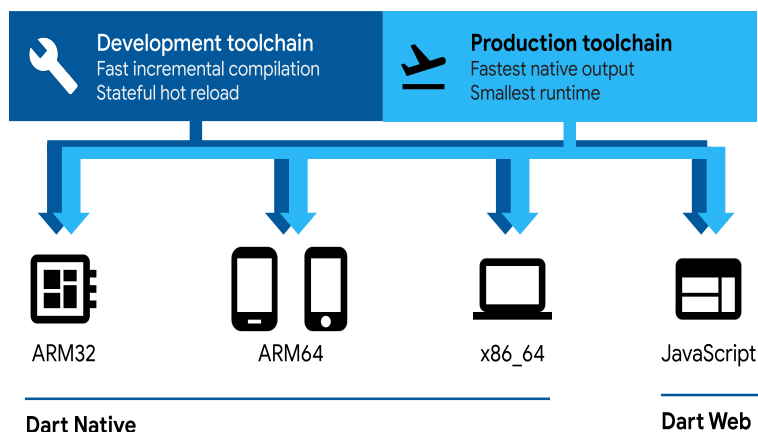 Development toolchain
Fast incremental compilation
Stateful hot reload
Production toolchain
Fastest native output
Smallest runtime
ARM32
ARM64
x86_64
JavaScript
Dart Native
Dart Web